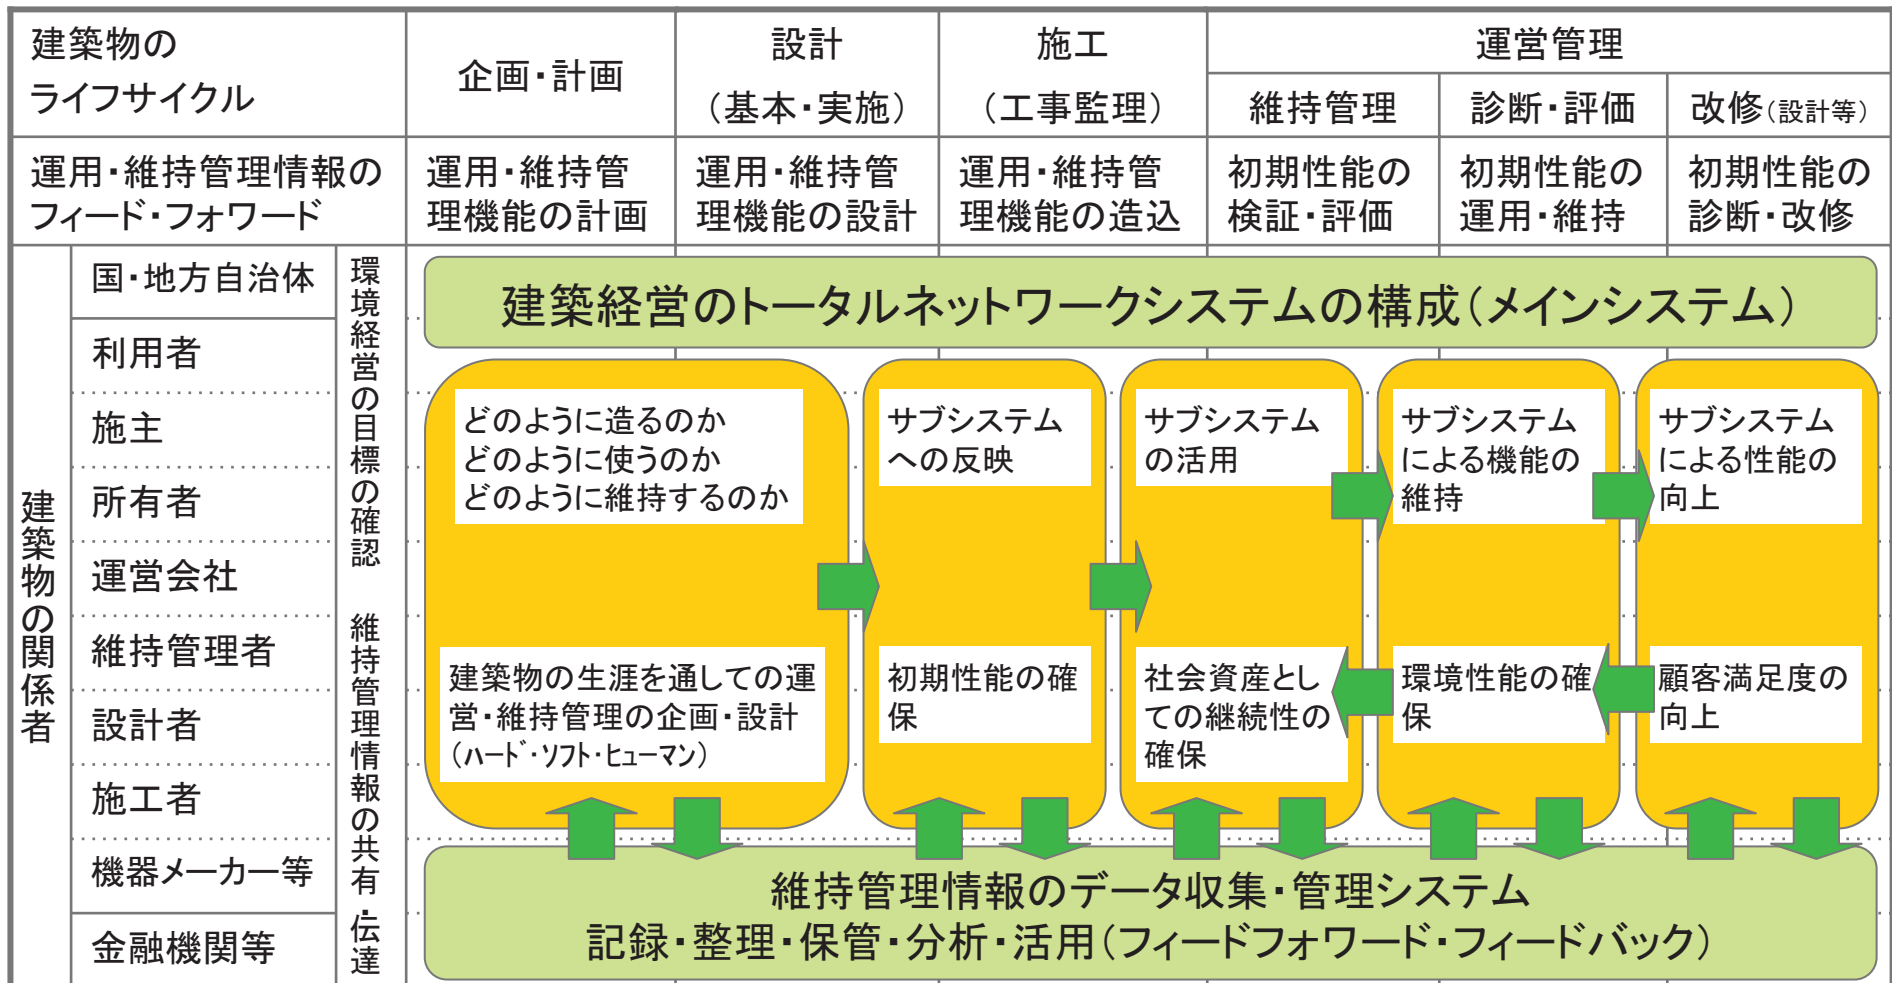 建築物の
ライフサイクル
企画・計画
設計
（基本・実施）
施工
（工事監理）
運営管理
維持管理
診断・評価
改修（設計等）
運用・維持管理情報の
フィード・フォワード
運用・維持管
理機能の計画
運用・維持管
理機能の設計
運用・維持管
理機能の造込
初期性能の
検証・評価
初期性能の
運用・維持
初期性能の
診断・改修
建築物の関係者
国・地方自治体
利用者
施主
所有者
運営会社
維持管理者
設計者
施工者
機器メーカー等
金融機関等
環境経営の目標の確認　維持管理情報の共有・伝達
建築経営のトータルネットワークシステムの構成（メインシステム）
どのように造るのか
どのように使うのか
どのように維持するのか
建築物の生涯を通しての運
営・維持管理の企画・設計
（ハード・ソフト・ヒューマン）
サブシステム
への反映
初期性能の確
保
サブシステム
の活用
社会資産とし
ての継続性の
確保
サブシステム
による機能の
維持
環境性能の確
保
サブシステム
による性能の
向上
顧客満足度の
向上
維持管理情報のデータ収集・管理システム
記録・整理・保管・分析・活用（フィードフォワード・フィードバック）